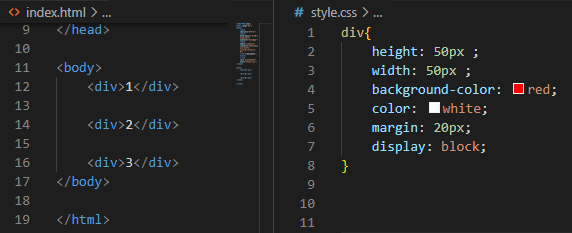 index.html > ...
9 </head>
10
11 <body>
12 <div>1</div>
13
14 <div>2</div>
15
16 <div>3</div>
17 </body>
18
19 </html>
# style.css > ...
1 div{
2 height: 50px ;
3 width: 50px ;
4 background-color: red;
5 color: white;
6 margin: 20px;
7 display: block;
8 }
9
10
11